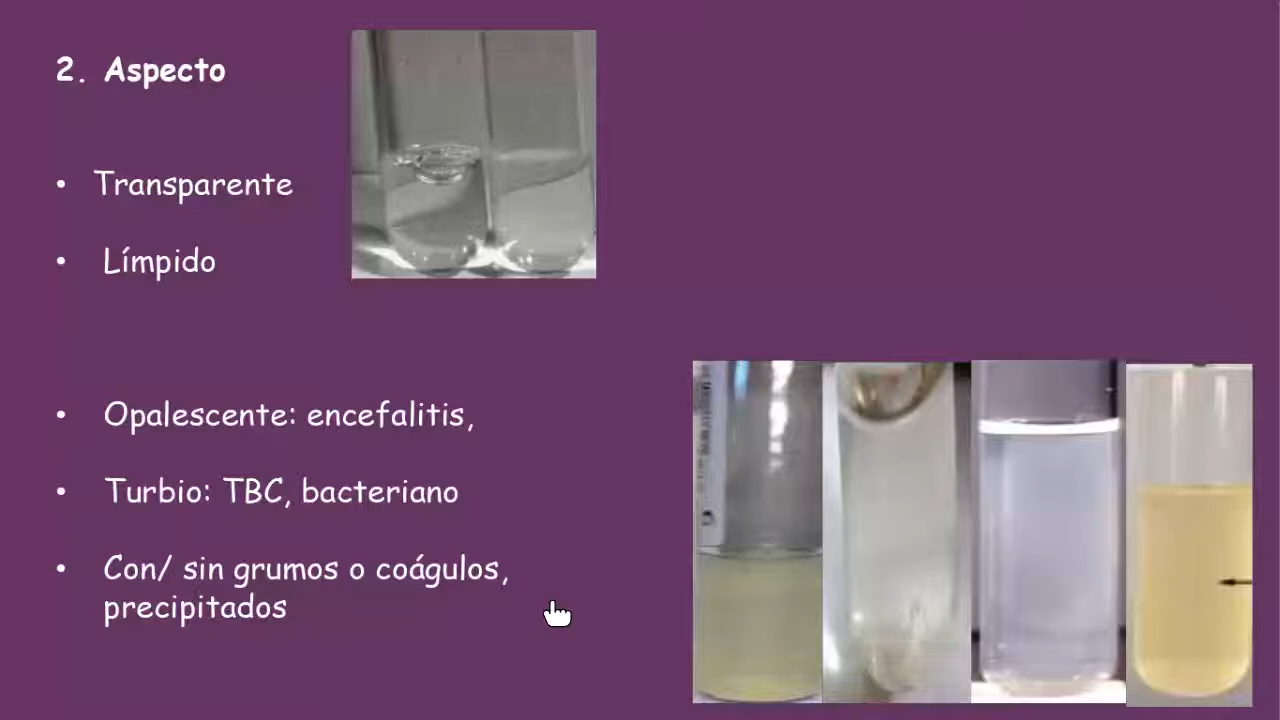 2. Aspecto
• Transparente
• Límpido
• Opalescente: encefalitis,
• Turbio: TBC, bacteriano
• Con/ sin grumos o coágulos,
precipitados